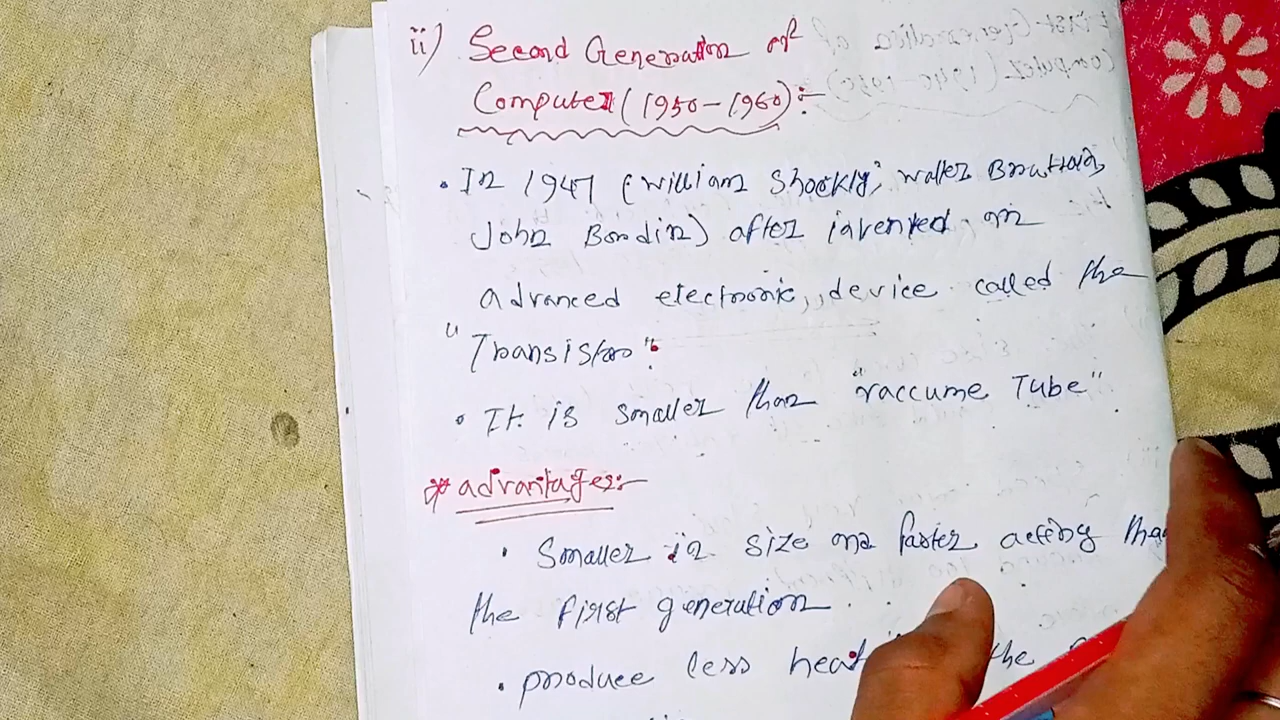 ii) Second Generation of
Computer (1950-1960):-
• In 1947 (William Shockly, walter Brattain,
John Bardin) after invented an
advanced electronic, device called the
"Transistor".
• It is smaller than "vaccume Tube"
* advantages:-
• Smaller in size and faster acting than
the first generation.
• produce less heat the